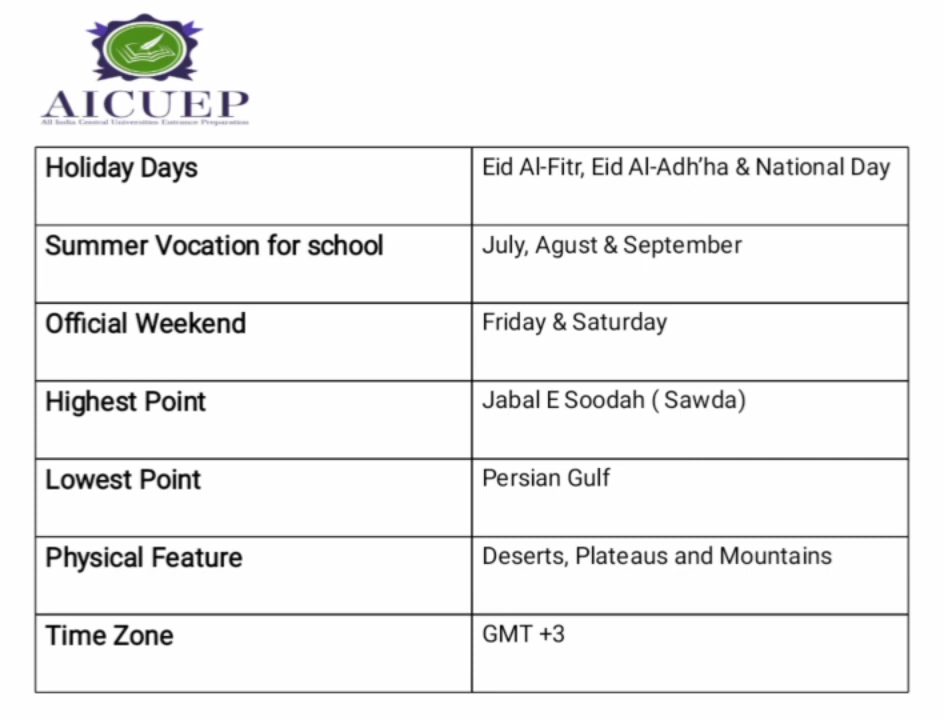 AICUEP
All India Central Universities Entrance Preparation
Holiday Days
Eid Al-Fitr, Eid Al-Adh’ha & National Day
Summer Vocation for school
July, Agust & September
Official Weekend
Friday & Saturday
Highest Point
Jabal E Soodah ( Sawda)
Lowest Point
Persian Gulf
Physical Feature
Deserts, Plateaus and Mountains
Time Zone
GMT +3